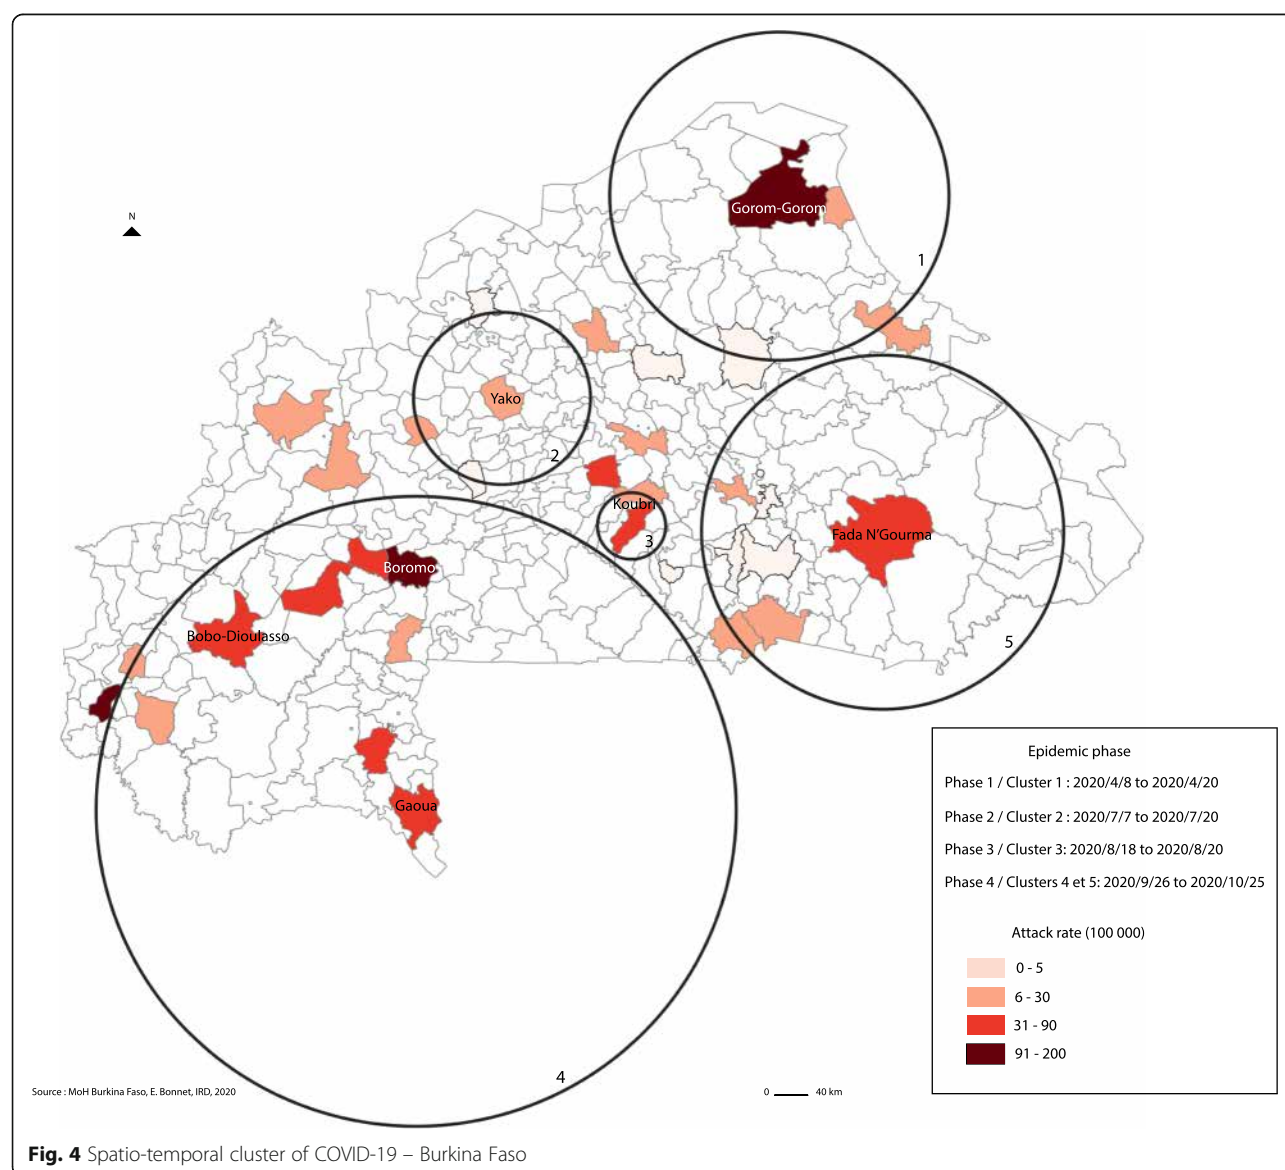 N
Gorom-Gorom
1
Yako
2
Koubri
3
Fada N'Gourma
Boromo
Bobo-Dioulasso
5
Gaoua
4
Epidemic phase
Phase 1 / Cluster 1 : 2020/4/8 to 2020/4/20
Phase 2 / Cluster 2 : 2020/7/7 to 2020/7/20
Phase 3 / Cluster 3: 2020/8/18 to 2020/8/20
Phase 4 / Clusters 4 et 5: 2020/9/26 to 2020/10/25
Attack rate (100 000)
0 - 5
6 - 30
31 - 90
91 - 200
Source : MoH Burkina Faso, E. Bonnet, IRD, 2020
0 40 km
Fig. 4 Spatio-temporal cluster of COVID-19 – Burkina Faso